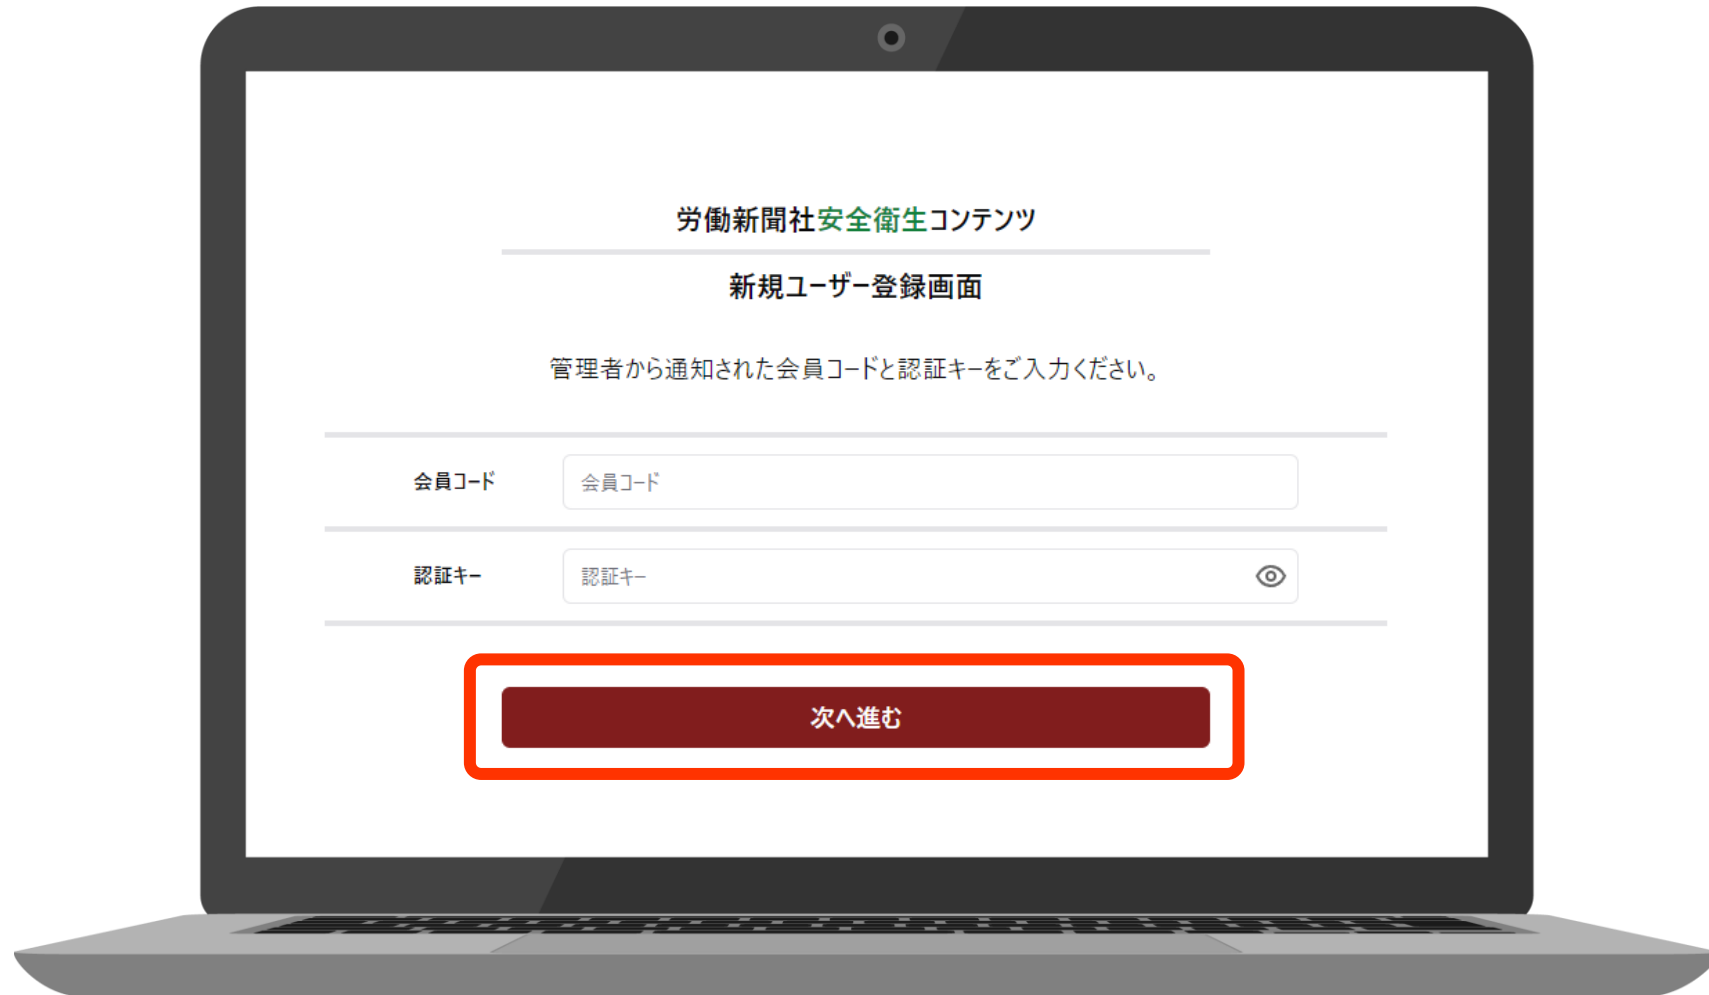 労働新聞社安全衛生コンテンツ
新規ユーザー登録画面
管理者から通知された会員コードと認証キーをご入力ください。
会員コード 会員コード
認証キー 認証キー
次へ進む